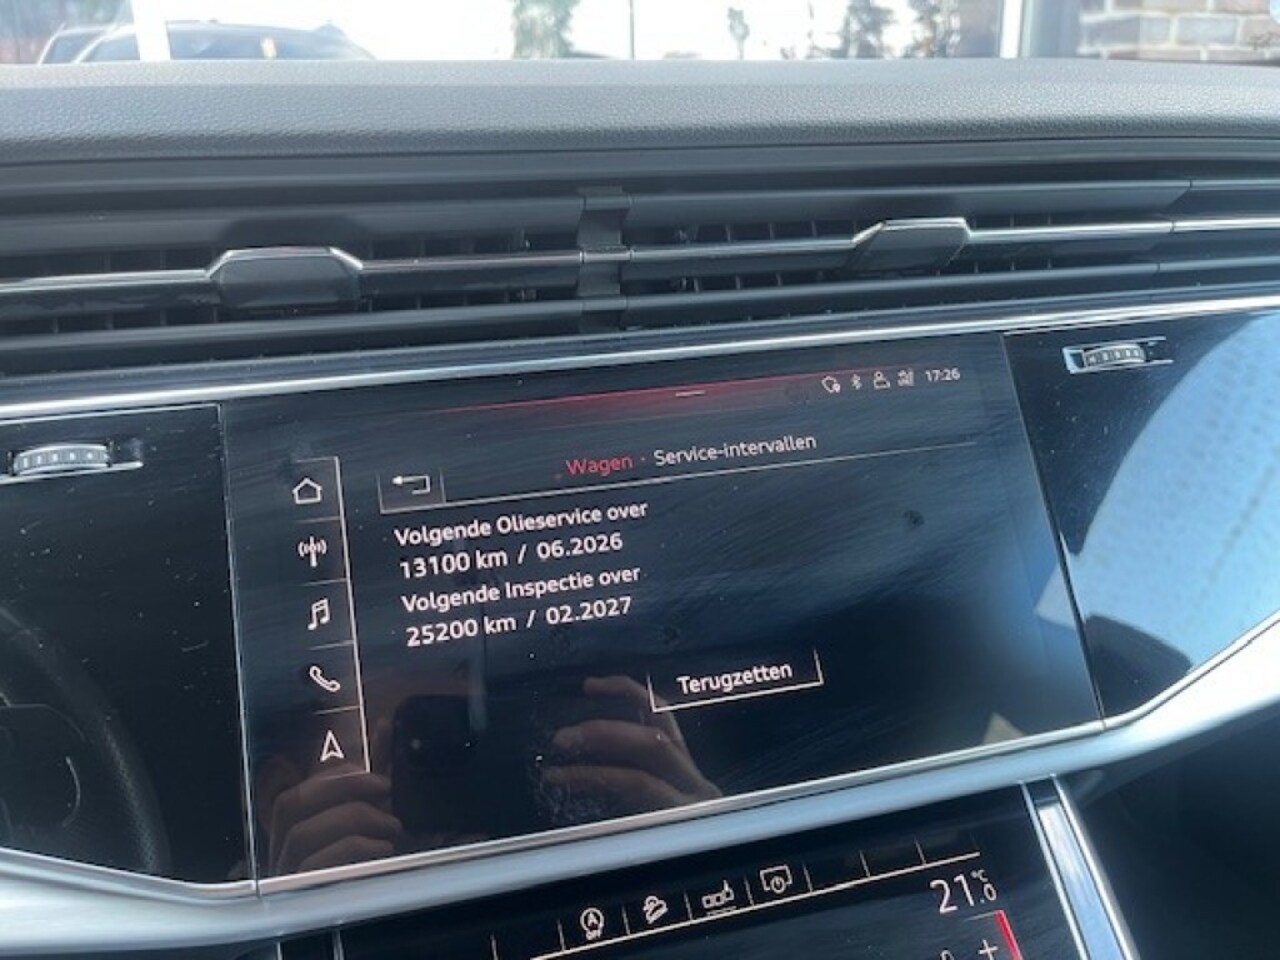 17:26
Wagen · Service-intervallen
Volgende Olieservice over
13100 km / 06.2026
Volgende Inspectie over
25200 km / 02.2027
Terugzetten
A
OFF
21.0 °C